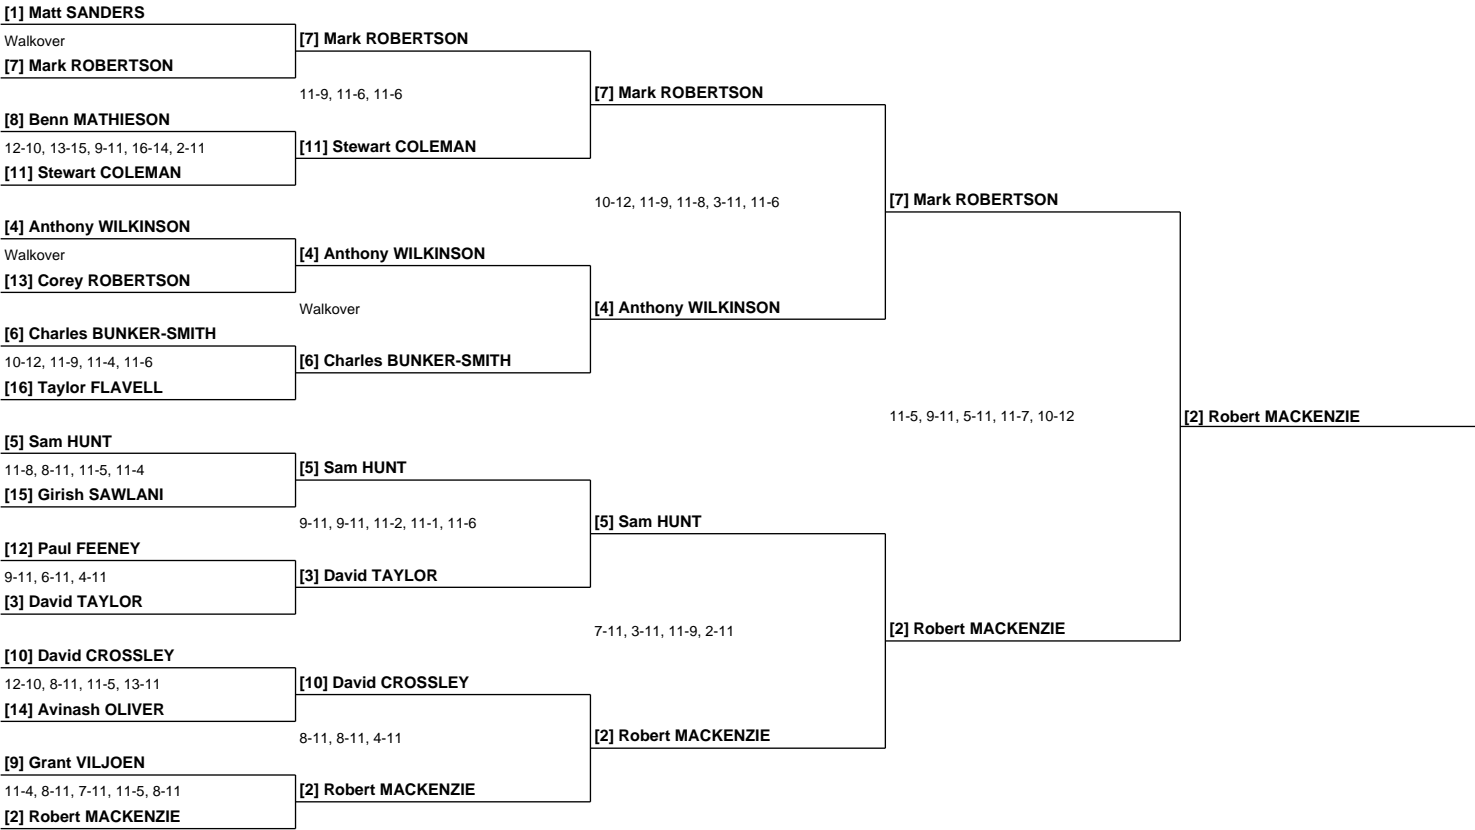 [1] Matt SANDERS
Walkover
[7] Mark ROBERTSON
[8] Benn MATHIESON
12-10, 13-15, 9-11, 16-14, 2-11
[11] Stewart COLEMAN
[4] Anthony WILKINSON
Walkover
[13] Corey ROBERTSON
[6] Charles BUNKER-SMITH
10-12, 11-9, 11-4, 11-6
[16] Taylor FLAVELL
[5] Sam HUNT
11-8, 8-11, 11-5, 11-4
[15] Girish SAWLANI
[12] Paul FEENEY
9-11, 6-11, 4-11
[3] David TAYLOR
[10] David CROSSLEY
12-10, 8-11, 11-5, 13-11
[14] Avinash OLIVER
[9] Grant VILJOEN
11-4, 8-11, 7-11, 11-5, 8-11
[2] Robert MACKENZIE
[7] Mark ROBERTSON
11-9, 11-6, 11-6
[11] Stewart COLEMAN
[4] Anthony WILKINSON
Walkover
[6] Charles BUNKER-SMITH
[5] Sam HUNT
9-11, 9-11, 11-2, 11-1, 11-6
[3] David TAYLOR
[10] David CROSSLEY
8-11, 8-11, 4-11
[2] Robert MACKENZIE
[7] Mark ROBERTSON
10-12, 11-9, 11-8, 3-11, 11-6
[4] Anthony WILKINSON
[5] Sam HUNT
7-11, 3-11, 11-9, 2-11
[2] Robert MACKENZIE
[7] Mark ROBERTSON
11-5, 9-11, 5-11, 11-7, 10-12
[2] Robert MACKENZIE
[2] Robert MACKENZIE